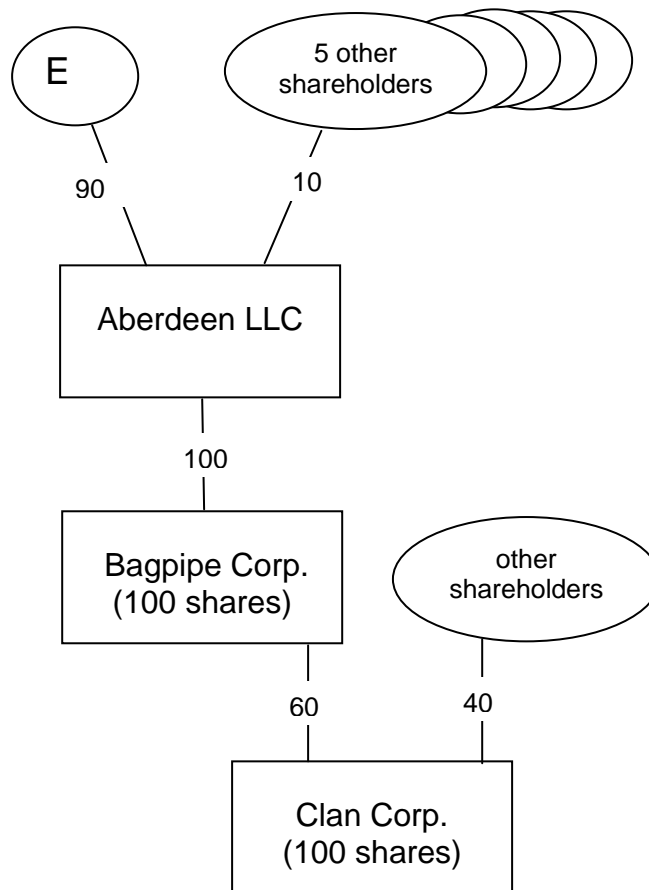 E
5 other
shareholders
90
10
Aberdeen LLC
100
Bagpipe Corp.
(100 shares)
other
shareholders
60
40
Clan Corp.
(100 shares)